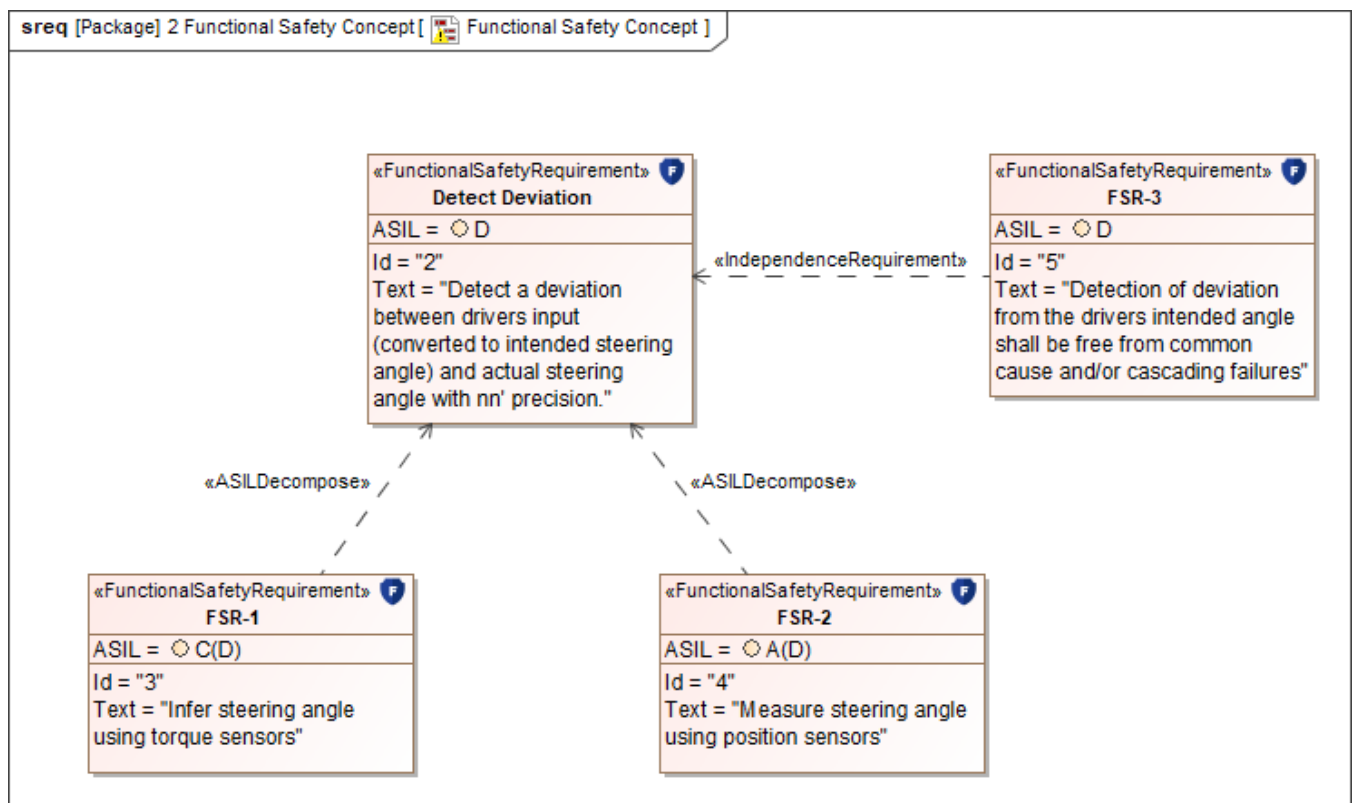 sreq [Package] 2 Functional Safety Concept [ Functional Safety Concept ]
«FunctionalSafetyRequirement» F
Detect Deviation
ASIL = D
Id = "2"
Text = "Detect a deviation
between drivers input
(converted to intended steering
angle) and actual steering
angle with nn' precision."
«FunctionalSafetyRequirement» F
FSR-3
ASIL = D
Id = "5"
Text = "Detection of deviation
from the drivers intended angle
shall be free from common
cause and/or cascading failures"
«IndependenceRequirement»
«ASILDecompose»
«ASILDecompose»
«FunctionalSafetyRequirement» F
FSR-1
ASIL = C(D)
Id = "3"
Text = "Infer steering angle
using torque sensors"
«FunctionalSafetyRequirement» F
FSR-2
ASIL = A(D)
Id = "4"
Text = "Measure steering angle
using position sensors"